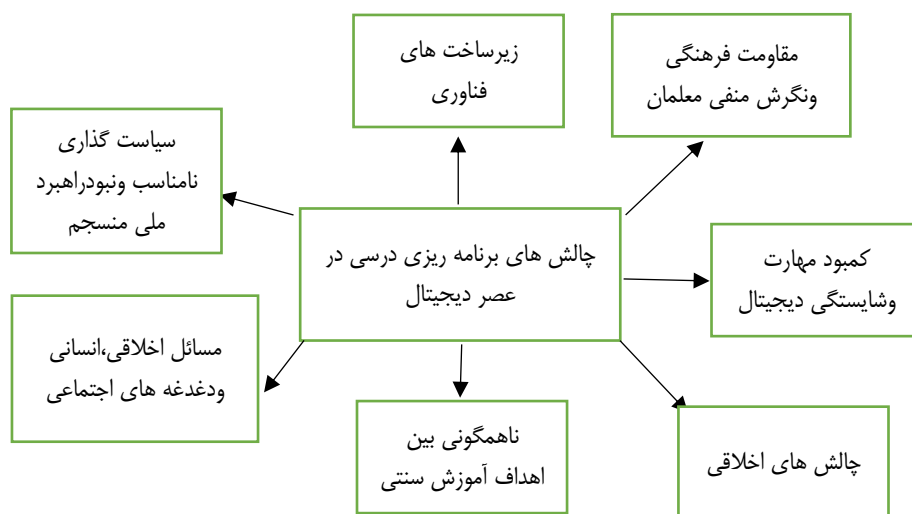 مقاومت فرهنگی
ونگرش منفی معلمان
زیرساخت های
فناوری
سیاست گذاری
نامناسب ونبودراهبرد
ملی منسجم
چالش های برنامه ریزی درسی در
عصر دیجیتال
کمبود مهارت
وشایستگی دیجیتال
مسائل اخلاقی،انسانی
ودغدغه های اجتماعی
ناهمگونی بین
اهداف آموزش سنتی
چالش های اخلاقی